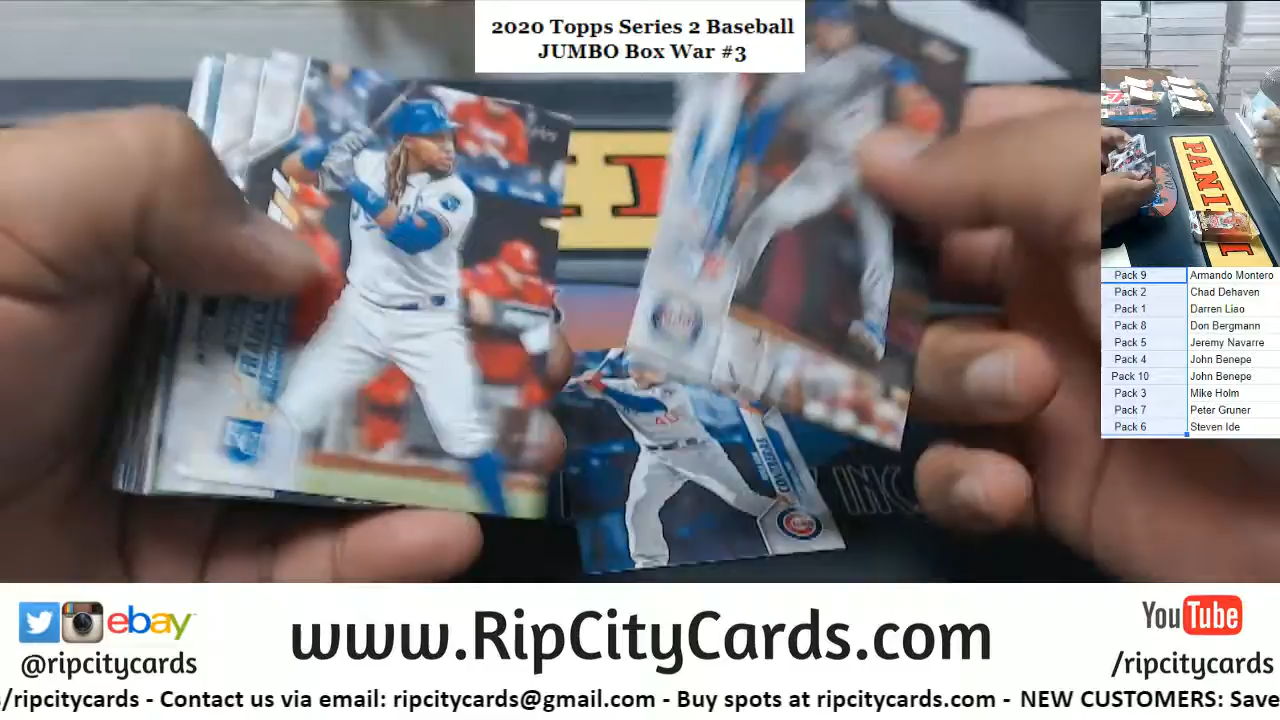 2020 Topps Series 2 Baseball
JUMBO Box War #3
CONTRERAS
PANINI
Pack 9 Armando Montero
Pack 2 Chad Dehaven
Pack 1 Darren Liao
Pack 8 Don Bergmann
Pack 5 Jeremy Navarre
Pack 4 John Benepe
Pack 10 John Benepe
Pack 3 Mike Holm
Pack 7 Peter Gruner
Pack 6 Steven Ide
ebay
@ripcitycards
www.RipCityCards.com
YouTube
/ripcitycards
/ripcitycards - Contact us via email: ripcitycards@gmail.com - Buy spots at ripcitycards.com - NEW CUSTOMERS: Save